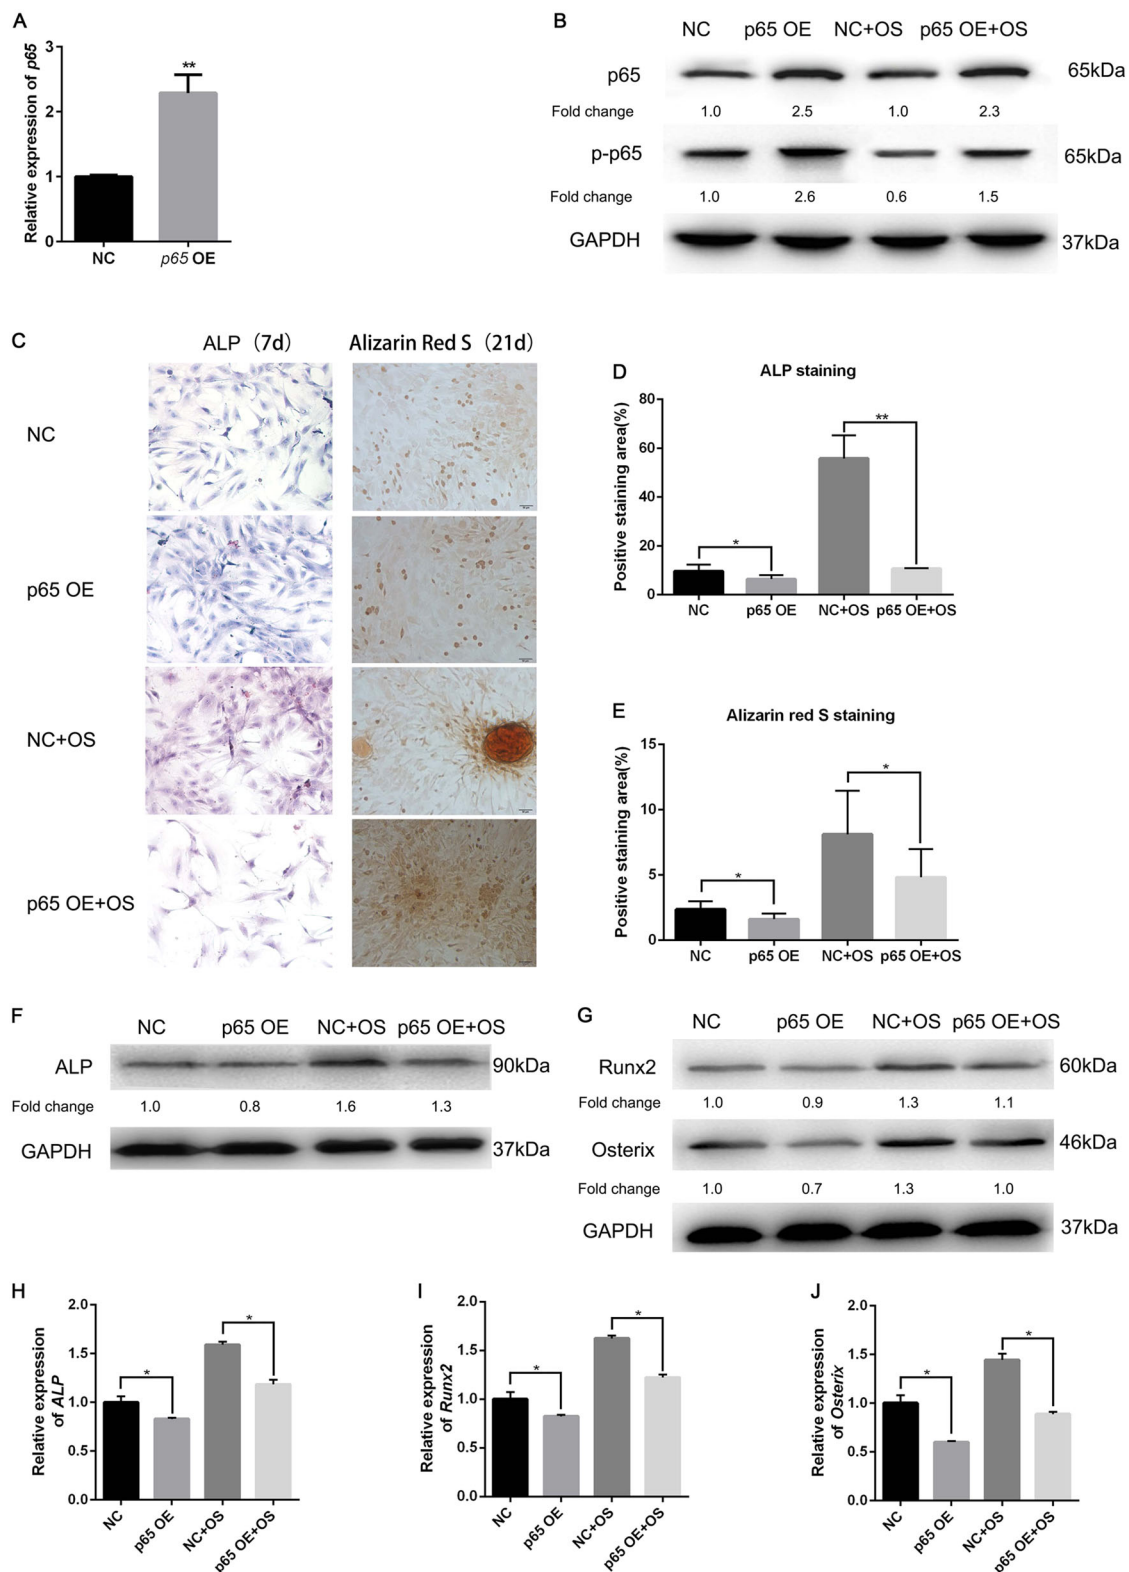 A
Relative expression of p65
3
2
1
0
**
NC
p65 OE
B
NC p65 OE NC+OS p65 OE+OS
p65 65kDa
Fold change 1.0 2.5 1.0 2.3
p-p65 65kDa
Fold change 1.0 2.6 0.6 1.5
GAPDH 37kDa
C
ALP（7d） Alizarin Red S（21d）
NC
p65 OE
NC+OS
p65 OE+OS
D
ALP staining
Positive staining area(%)
80
60
40
20
0
*
**
NC p65 OE NC+OS p65 OE+OS
E
Alizarin red S staining
Positive staining area(%)
15
10
5
0
*
*
NC p65 OE NC+OS p65 OE+OS
F
NC p65 OE NC+OS p65 OE+OS
ALP 90kDa
Fold change 1.0 0.8 1.6 1.3
GAPDH 37kDa
G
NC p65 OE NC+OS p65 OE+OS
Runx2 60kDa
Fold change 1.0 0.9 1.3 1.1
Osterix 46kDa
Fold change 1.0 0.7 1.3 1.0
GAPDH 37kDa
H
Relative expression
of ALP
2.0
1.5
1.0
0.5
0.0
*
*
NC
p65 OE
NC+OS
p65 OE+OS
I
Relative expression
of Runx2
2.0
1.5
1.0
0.5
0.0
*
*
NC
p65 OE
NC+OS
p65 OE+OS
J
Relative expression
of Osterix
2.0
1.5
1.0
0.5
0.0
*
*
NC
p65 OE
NC+OS
p65 OE+OS